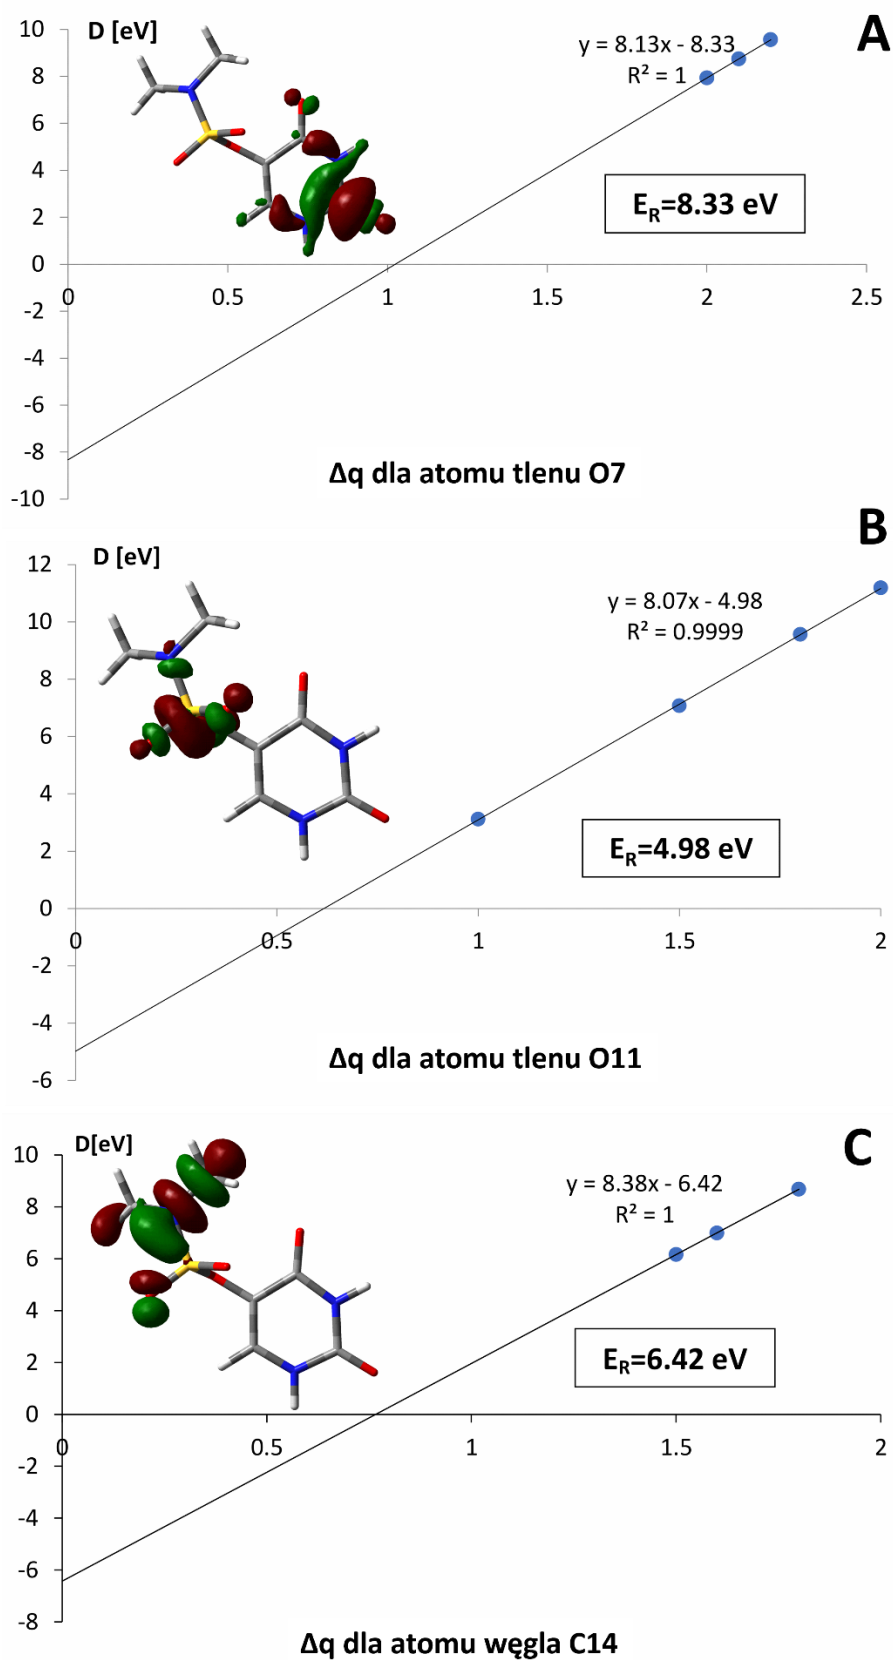 A
D [eV]
10
8
6
4
2
0
-2
-4
-6
-8
-10
0
0.5
1
1.5
2
2.5
y = 8.13x - 8.33
R² = 1
E_R=8.33 eV
Δq dla atomu tlenu O7
B
D [eV]
12
10
8
6
4
2
0
-2
-4
-6
0
0.5
1
1.5
2
y = 8.07x - 4.98
R² = 0.9999
E_R=4.98 eV
Δq dla atomu tlenu O11
C
D[eV]
10
8
6
4
2
0
-2
-4
-6
-8
0
0.5
1
1.5
2
y = 8.38x - 6.42
R² = 1
E_R=6.42 eV
Δq dla atomu węgla C14